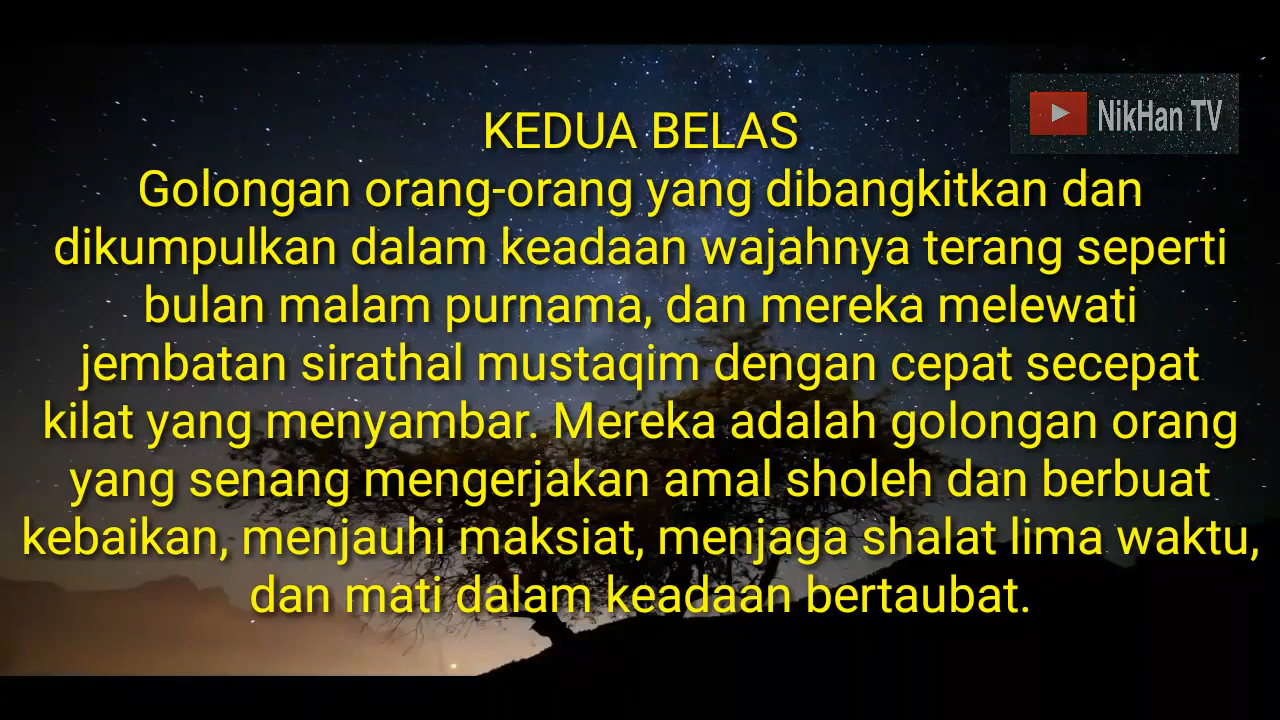 NikHan TV
KEDUA BELAS
Golongan orang-orang yang dibangkitkan dan
dikumpulkan dalam keadaan wajahnya terang seperti
bulan malam purnama, dan mereka melewati
jembatan sirathal mustaqim dengan cepat secepat
kilat yang menyambar. Mereka adalah golongan orang
yang senang mengerjakan amal sholeh dan berbuat
kebaikan, menjauhi maksiat, menjaga shalat lima waktu,
dan mati dalam keadaan bertaubat.